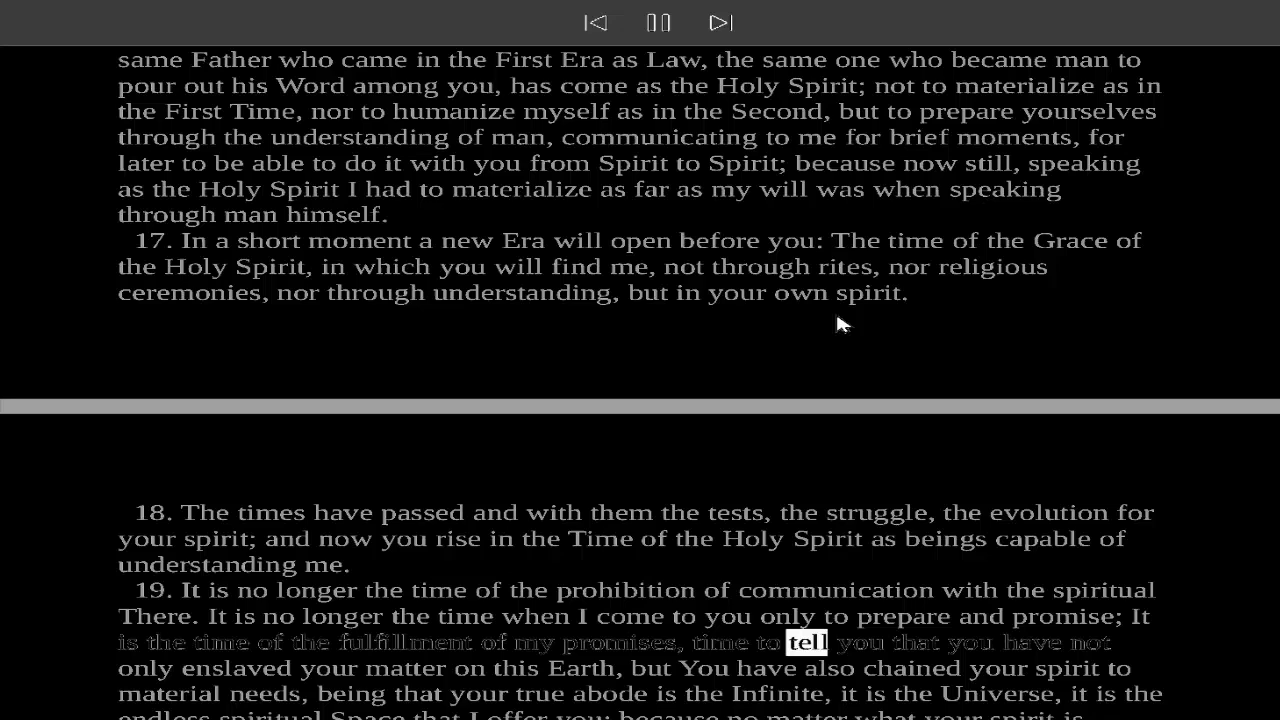 same Father who came in the First Era as Law, the same one who became man to
pour out his Word among you, has come as the Holy Spirit; not to materialize as in
the First Time, nor to humanize myself as in the Second, but to prepare yourselves
through the understanding of man, communicating to me for brief moments, for
later to be able to do it with you from Spirit to Spirit; because now still, speaking
as the Holy Spirit I had to materialize as far as my will was when speaking
through man himself.
17. In a short moment a new Era will open before you: The time of the Grace of
the Holy Spirit, in which you will find me, not through rites, nor religious
ceremonies, nor through understanding, but in your own spirit.
18. The times have passed and with them the tests, the struggle, the evolution for
your spirit; and now you rise in the Time of the Holy Spirit as beings capable of
understanding me.
19. It is no longer the time of the prohibition of communication with the spiritual
There. It is no longer the time when I come to you only to prepare and promise; It
is the time of the fulfillment of my promises, time to tell you that you have not
only enslaved your matter on this Earth, but You have also chained your spirit to
material needs, being that your true abode is the Infinite, it is the Universe, it is the
endless spiritual Space that I offer you; because no matter what your spirit is